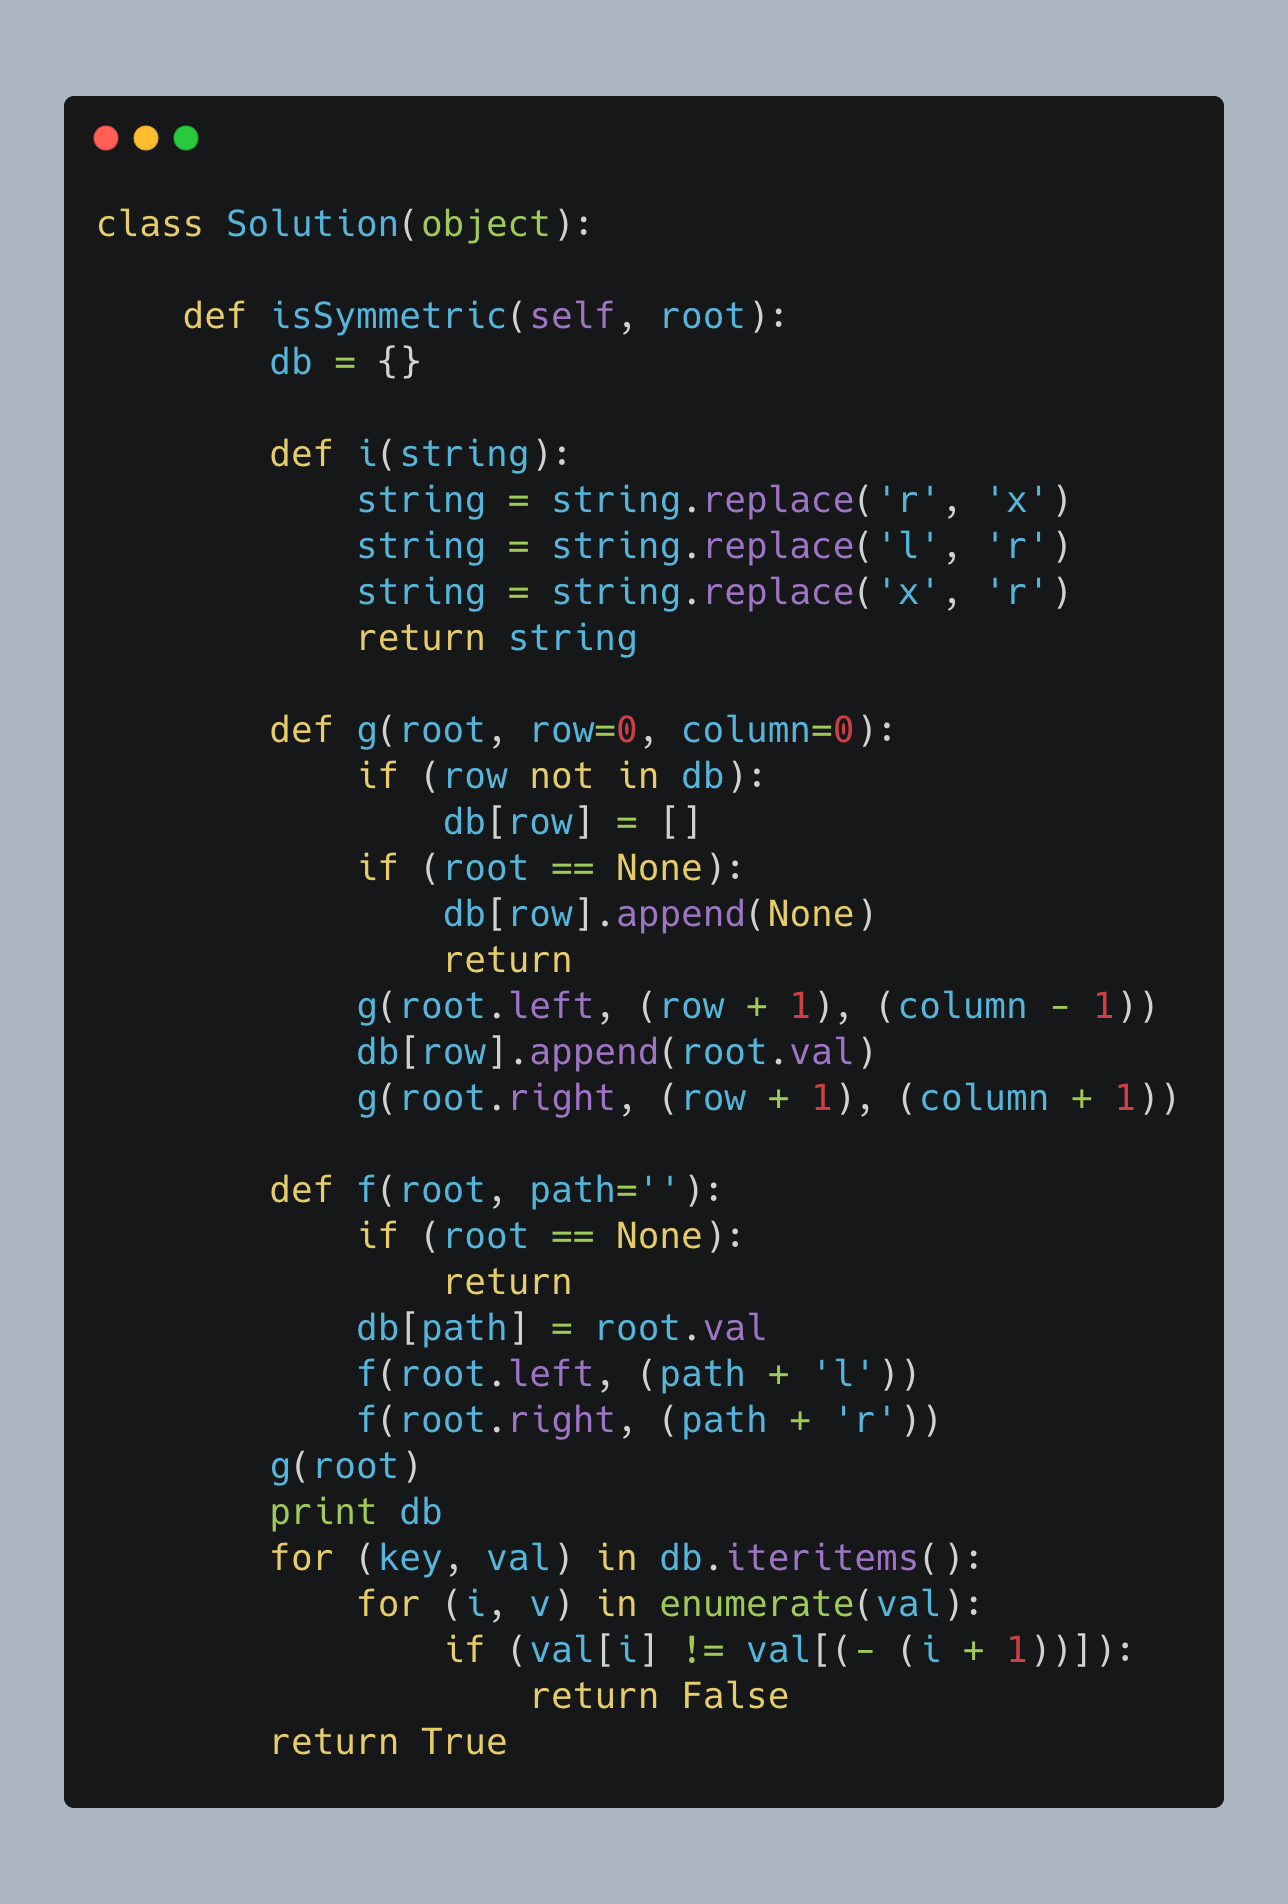 class Solution(object):

    def isSymmetric(self, root):
        db = {}

        def i(string):
            string = string.replace('r', 'x')
            string = string.replace('l', 'r')
            string = string.replace('x', 'r')
            return string

        def g(root, row=0, column=0):
            if (row not in db):
                db[row] = []
            if (root == None):
                db[row].append(None)
                return
            g(root.left, (row + 1), (column - 1))
            db[row].append(root.val)
            g(root.right, (row + 1), (column + 1))

        def f(root, path=''):
            if (root == None):
                return
            db[path] = root.val
            f(root.left, (path + 'l'))
            f(root.right, (path + 'r'))
        g(root)
        print db
        for (key, val) in db.iteritems():
            for (i, v) in enumerate(val):
                if (val[i] != val[(- (i + 1))]):
                    return False
        return True